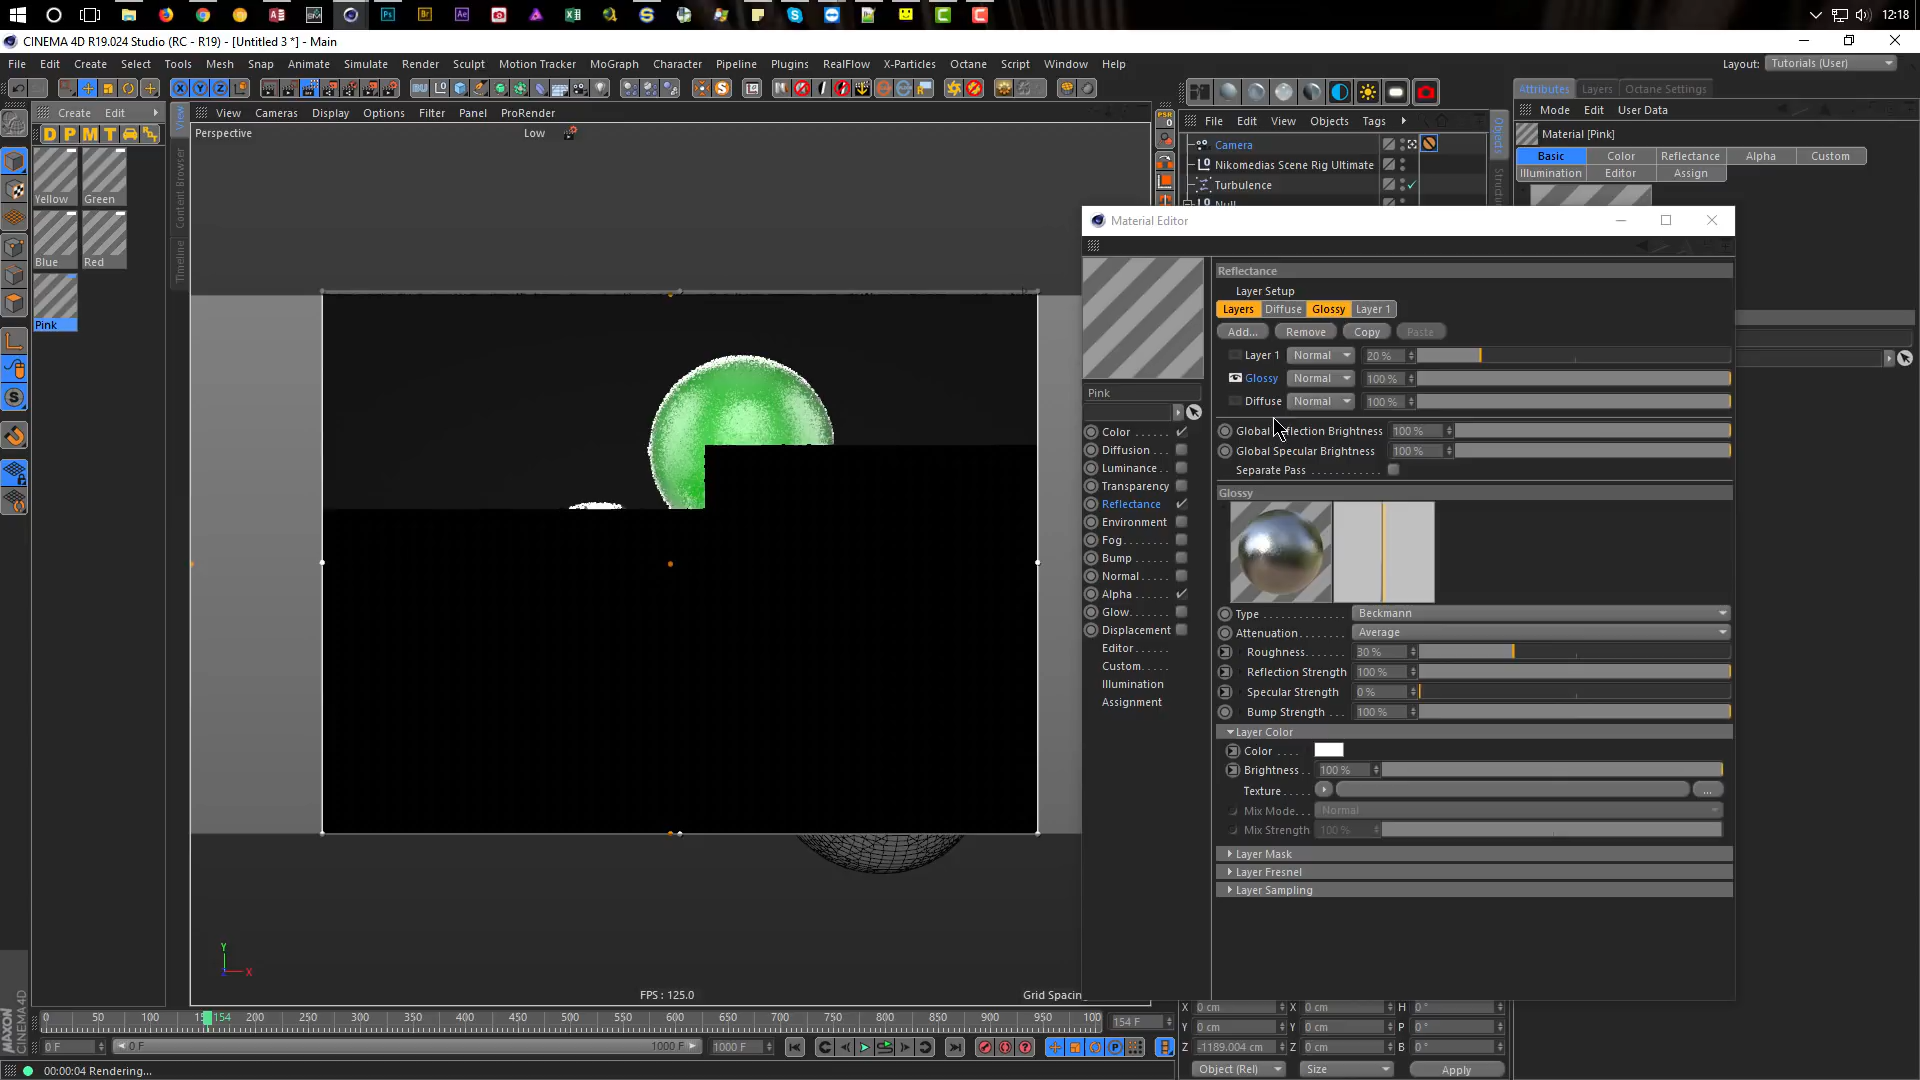 12:18
CINEMA 4D R19.024 Studio (RC - R19) - [Untitled 3 *] - Main
File Edit Create Select Tools Mesh Snap Animate Simulate Render Sculpt Motion Tracker MoGraph Character Pipeline Plugins RealFlow X-Particles Octane Script Window Help
Layout: Tutorials (User)
Attributes Layers Octane Settings
Create Edit
View Cameras Display Options Filter Panel ProRender
File Edit View Objects Tags
Mode Edit User Data
D P M T
Perspective
Low
Material [Pink]
Camera
Nikomedias Scene Rig Ultimate
Turbulence
Null
Basic Color Reflectance Alpha Custom
Illumination Editor Assign
View
Content Browser
Timeline
Objects
Yellow Green
Blue Red
Pink
Material Editor
Reflectance
Layer Setup
Layers Diffuse Glossy Layer 1
Add... Remove Copy Paste
Layer 1 Normal 20 %
Glossy Normal 100 %
Diffuse Normal 100 %
Pink
Color
Diffusion
Luminance
Transparency
Reflectance
Environment
Fog
Bump
Normal
Alpha
Glow
Displacement
Editor
Custom
Illumination
Assignment
Reflection Brightness 100 %
Global Specular Brightness 100 %
Separate Pass
Glossy
Type Beckmann
Attenuation Average
Roughness 30 %
Reflection Strength 100 %
Specular Strength 0 %
Bump Strength 100 %
Layer Color
Color
Brightness 100 %
Texture ...
Mix Mode Normal
Mix Strength 100 %
Layer Mask
Layer Fresnel
Layer Sampling
Y
X
FPS : 125.0
Grid Spacin
0 50 100 154 200 250 300 350 400 450 500 550 600 650 700 750 800 850 900 950 100 154 F
0 F 0 F 1000 F 1000 F
X 0 cm X 0 cm H 0 °
Y 0 cm Y 0 cm P 0 °
Z -1189.004 cm Z 0 cm B 0 °
Object (Rel) Size Apply
MAXON
CINEMA 4D
00:00:04 Rendering...